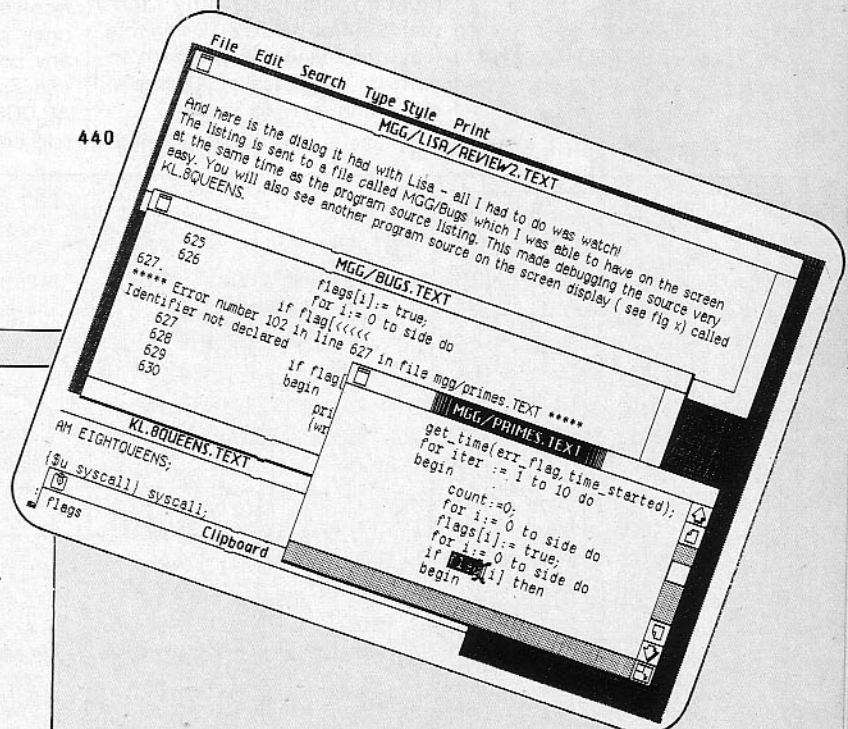 440
File Edit Search Type Style Print
MGG/LISA/REVIEW2.TEXT
And here is the dialog it had with Lisa - all I had to do was watch!
The listing is sent to a file called MGG/Bugs which I was able to have on the screen
at the same time as the program source listing. This made debugging the source very
easy. You will also see another program source on the screen display ( see fig x) called
KL.8QUEENS.
MGG/BUGS.TEXT
625 flags[i]:= true;
626 for i:= 0 to side do
627. if flag[<<<<<
***** Error number 102 in line 627 in file mgg/primes.TEXT *****
Identifier not declared
627 if flag[
628 begin
629 pri
630 {wr
MGG/PRIMES.TEXT
get_time(err_flag,time_started);
for iter := 1 to 10 do
begin
count:=0;
for i:= 0 to side do
flags[i]:= true;
for i:= 0 to side do
if flag[i] then
begin
KL.8QUEENS.TEXT
AM EIGHTQUEENS;
{$u syscall} syscall;
Clipboard
flags